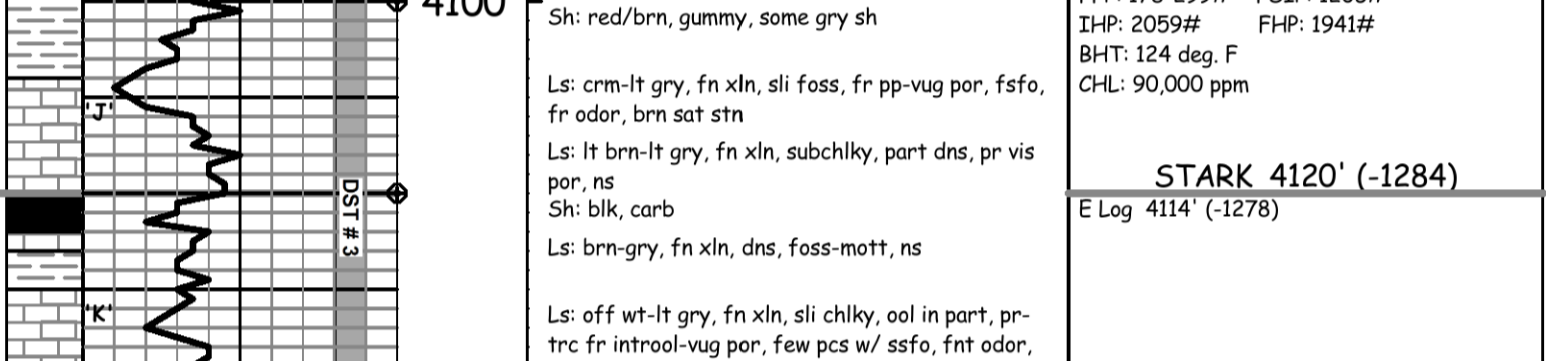 4100
Sh: red/brn, gummy, some gry sh
IHP: 2059# FHP: 1941#
BHT: 124 deg. F
CHL: 90,000 ppm
Ls: crm-lt gry, fn xln, sli foss, fr pp-vug por, fsfo,
fr odor, brn sat stn
'J'
Ls: lt brn-lt gry, fn xln, subchlky, part dns, pr vis
por, ns
STARK 4120' (-1284)
DST # 3
Sh: blk, carb
E Log 4114' (-1278)
Ls: brn-gry, fn xln, dns, foss-mott, ns
'K'
Ls: off wt-lt gry, fn xln, sli chlky, ool in part, pr-
trc fr introol-vug por, few pcs w/ ssfo, fnt odor,